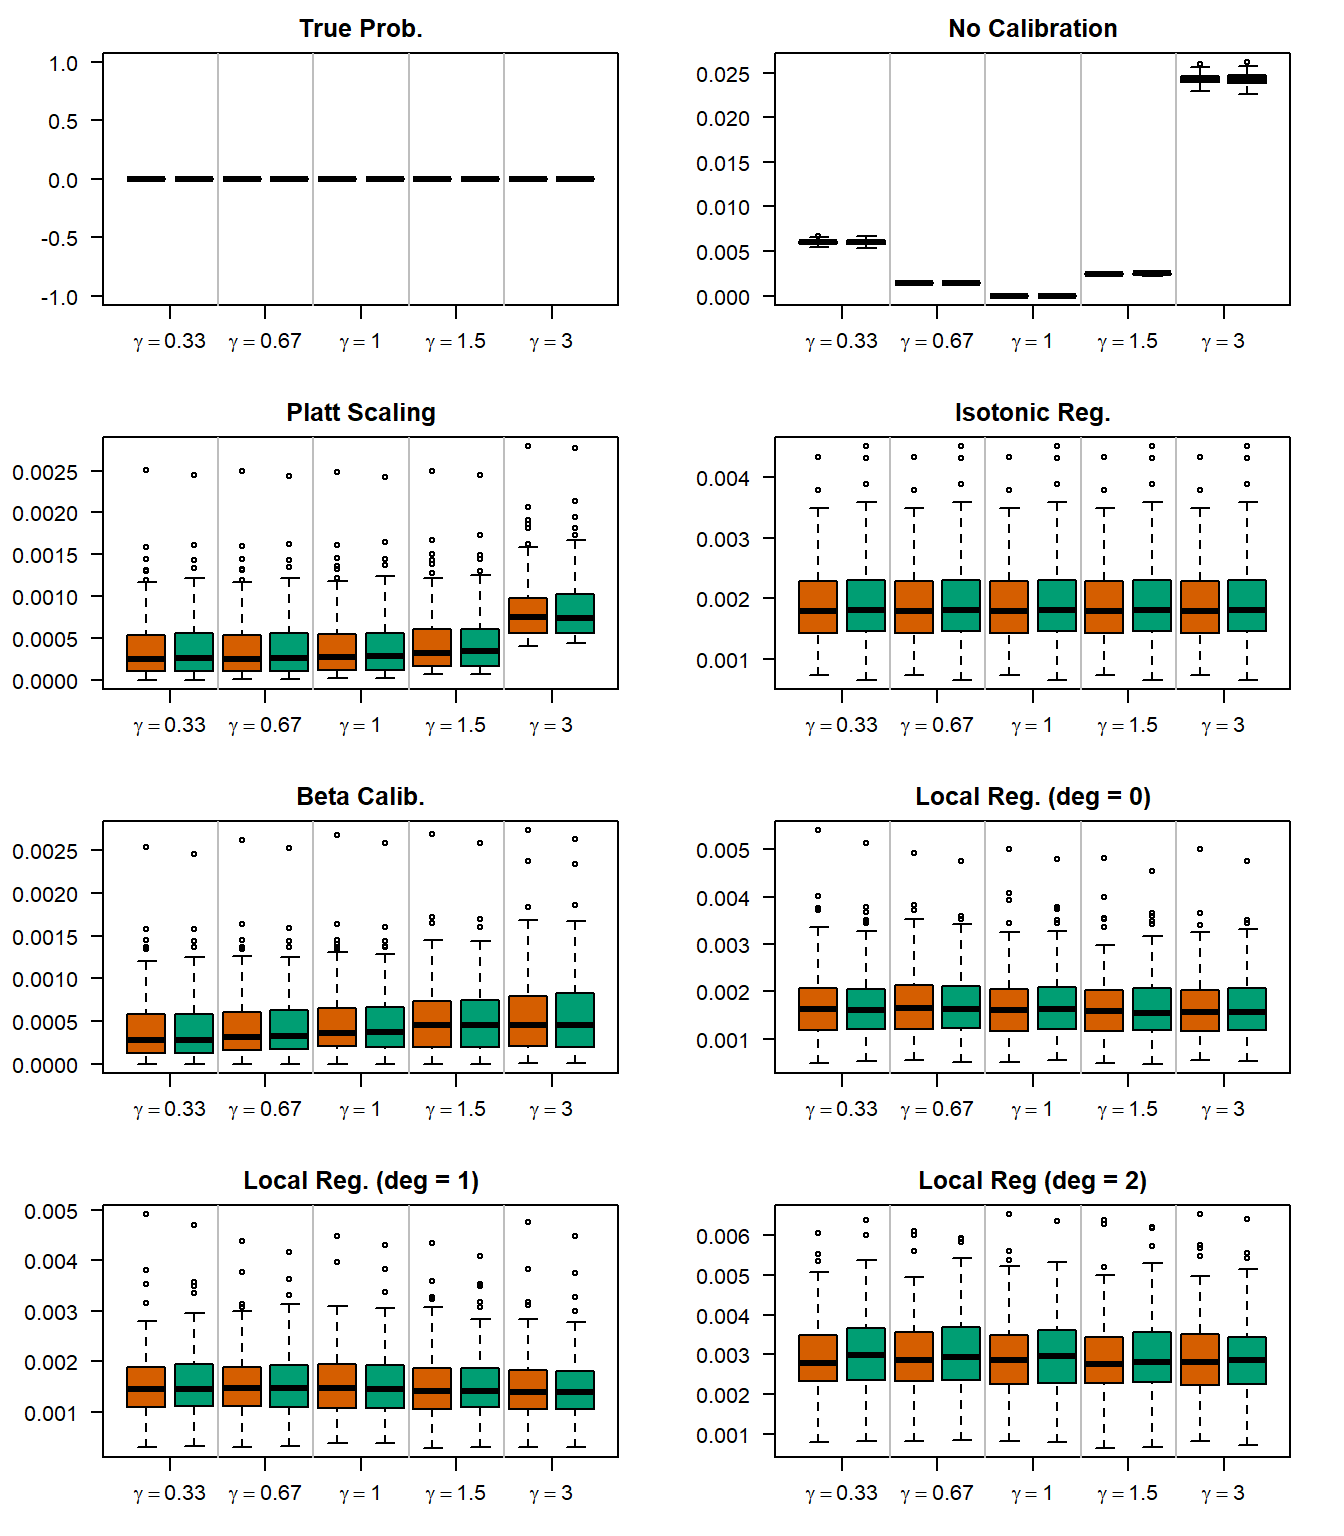 True Prob.
1.0
0.5
0.0
-0.5
-1.0
γ = 0.33 γ = 0.67 γ = 1 γ = 1.5 γ = 3
No Calibration
0.025
0.020
0.015
0.010
0.005
0.000
γ = 0.33 γ = 0.67 γ = 1 γ = 1.5 γ = 3
Platt Scaling
0.0025
0.0020
0.0015
0.0010
0.0005
0.0000
γ = 0.33 γ = 0.67 γ = 1 γ = 1.5 γ = 3
Isotonic Reg.
0.004
0.003
0.002
0.001
γ = 0.33 γ = 0.67 γ = 1 γ = 1.5 γ = 3
Beta Calib.
0.0025
0.0020
0.0015
0.0010
0.0005
0.0000
γ = 0.33 γ = 0.67 γ = 1 γ = 1.5 γ = 3
Local Reg. (deg = 0)
0.005
0.004
0.003
0.002
0.001
γ = 0.33 γ = 0.67 γ = 1 γ = 1.5 γ = 3
Local Reg. (deg = 1)
0.005
0.004
0.003
0.002
0.001
γ = 0.33 γ = 0.67 γ = 1 γ = 1.5 γ = 3
Local Reg (deg = 2)
0.006
0.005
0.004
0.003
0.002
0.001
γ = 0.33 γ = 0.67 γ = 1 γ = 1.5 γ = 3